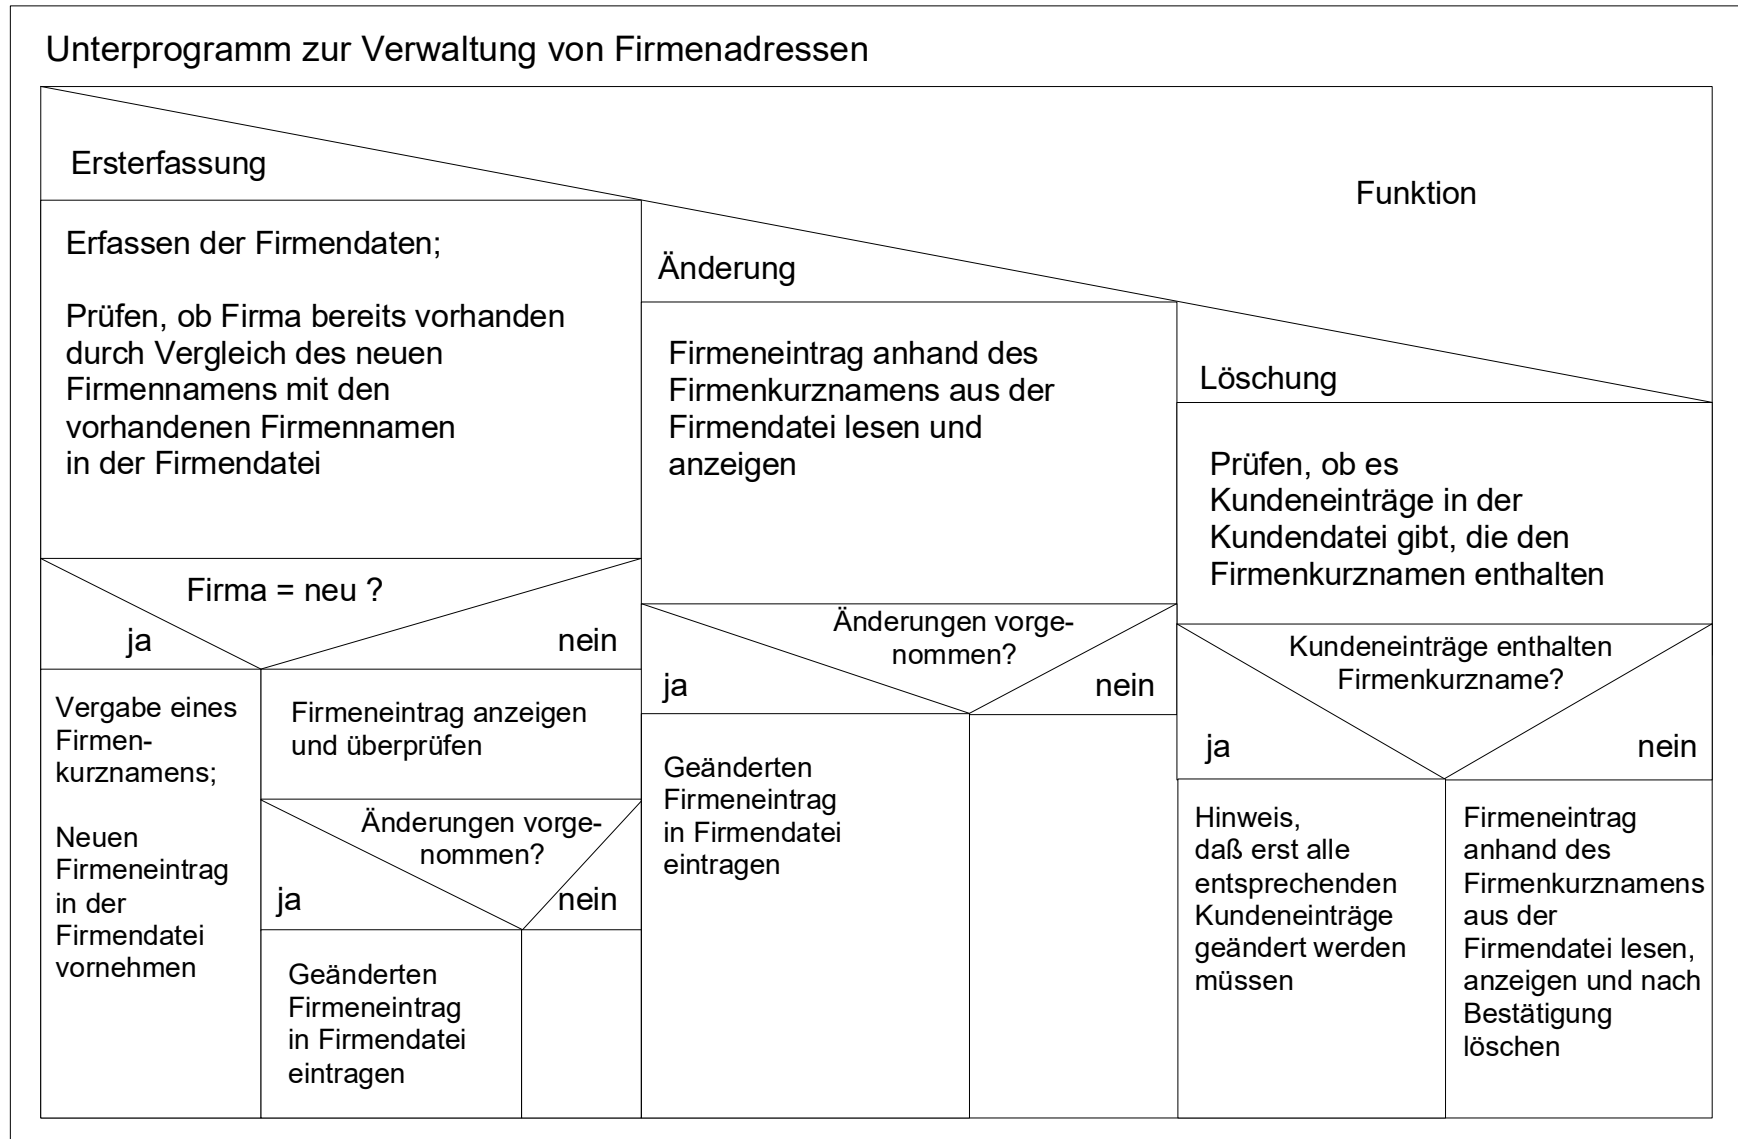 Unterprogramm zur Verwaltung von Firmenadressen
Ersterfassung
Funktion
Erfassen der Firmendaten;
Prüfen, ob Firma bereits vorhanden
durch Vergleich des neuen
Firmennamens mit den
vorhandenen Firmennamen
in der Firmendatei
Firma = neu ?
ja
nein
Vergabe eines
Firmen-
kurznamens;
Neuen
Firmeneintrag
in der
Firmendatei
vornehmen
Firmeneintrag anzeigen
und überprüfen
Änderungen vorge-
nommen?
ja
nein
Geänderten
Firmeneintrag
in Firmendatei
eintragen
Änderung
Firmeneintrag anhand des
Firmenkurznamens aus der
Firmendatei lesen und
anzeigen
Änderungen vorge-
nommen?
ja
nein
Geänderten
Firmeneintrag
in Firmendatei
eintragen
Löschung
Prüfen, ob es
Kundeneinträge in der
Kundendatei gibt, die den
Firmenkurznamen enthalten
Kundeneinträge enthalten
Firmenkurzname?
ja
nein
Hinweis,
daß erst alle
entsprechenden
Kundeneinträge
geändert werden
müssen
Firmeneintrag
anhand des
Firmenkurznamens
aus der
Firmendatei lesen,
anzeigen und nach
Bestätigung
löschen